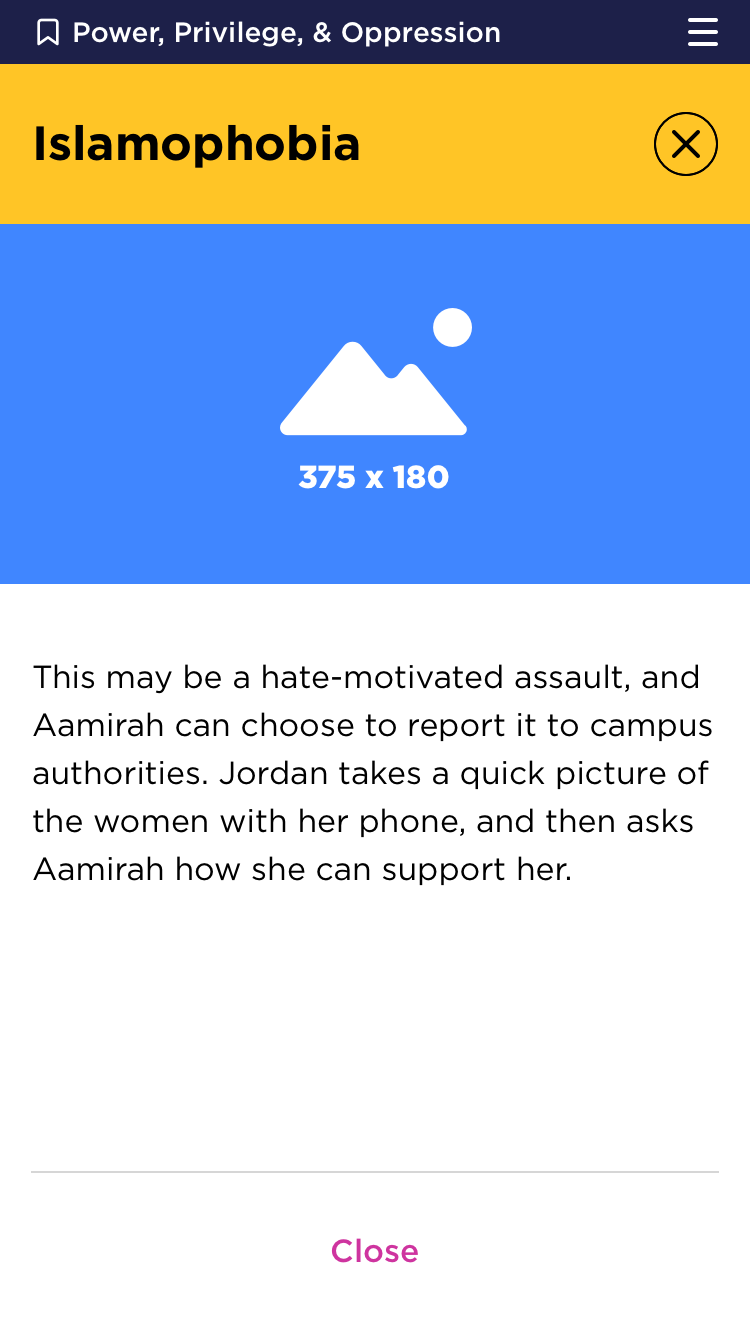 Power, Privilege, & Oppression
Islamophobia
375 x 180
This may be a hate-motivated assault, and
Aamirah can choose to report it to campus
authorities. Jordan takes a quick picture of
the women with her phone, and then asks
Aamirah how she can support her.
Close